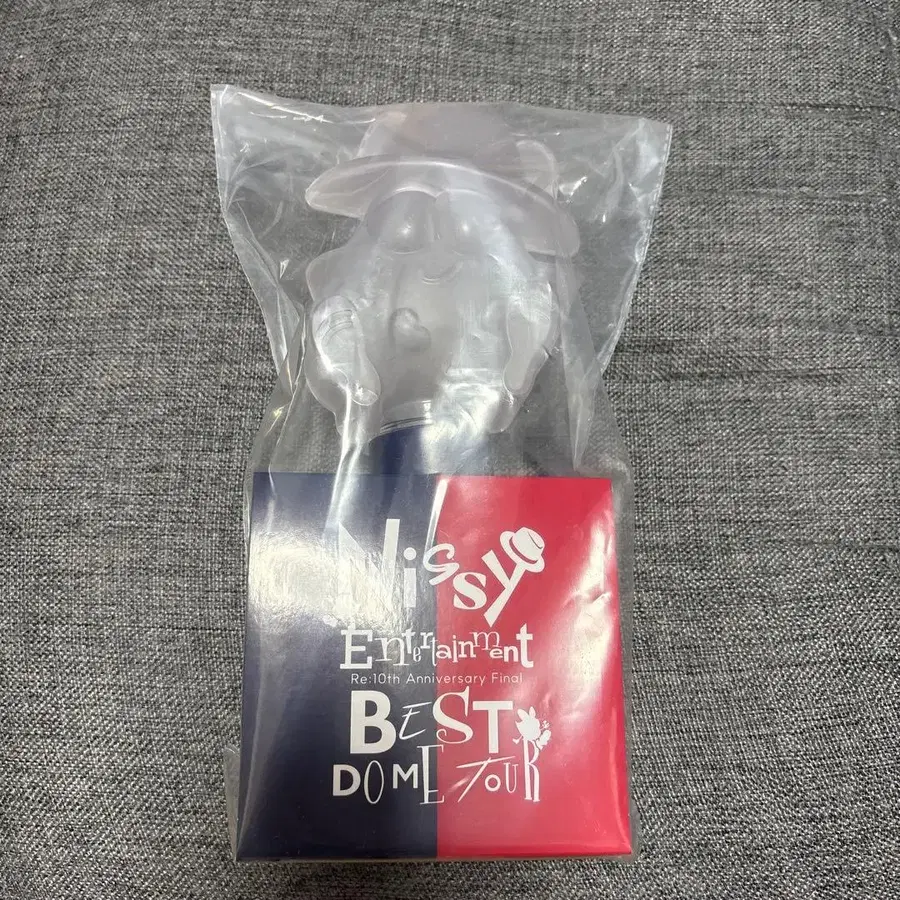 Nissy
Entertainment
Re:10th Anniversary Final
BEST
DOME TOUR